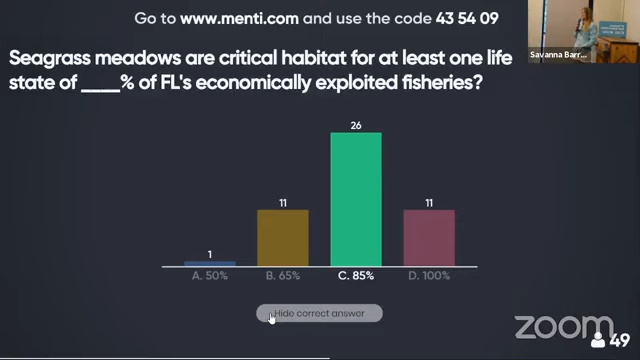 Go to www.menti.com and use the code 43 54 09
Savanna Barr...
Seagrass meadows are critical habitat for at least one life
state of ____% of FL's economically exploited fisheries?
26
11
11
1
A. 50%
B. 65%
C. 85%
D. 100%
Hide correct answer
zoom
49